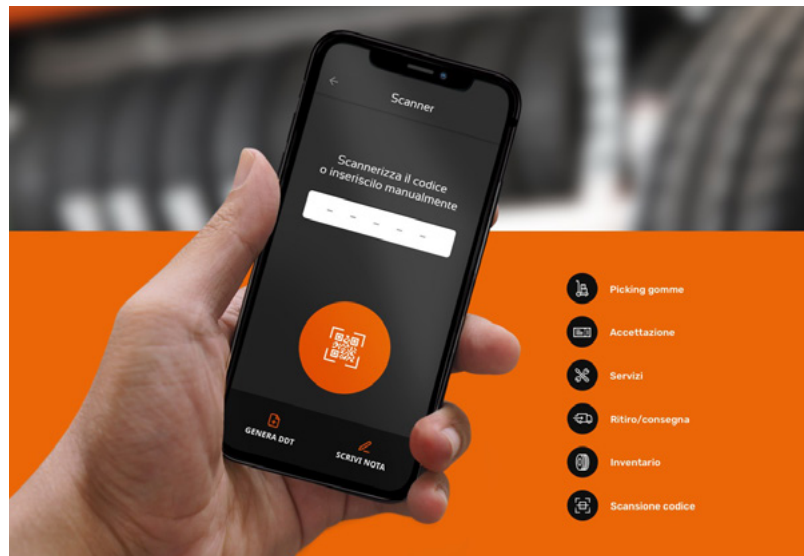 Scanner
Scannerizza il codice
o inseriscilo manualmente
GENERA DDT
SCRIVI NOTA
Picking gomme
Accettazione
Servizi
Ritiro/consegna
Inventario
Scansione codice